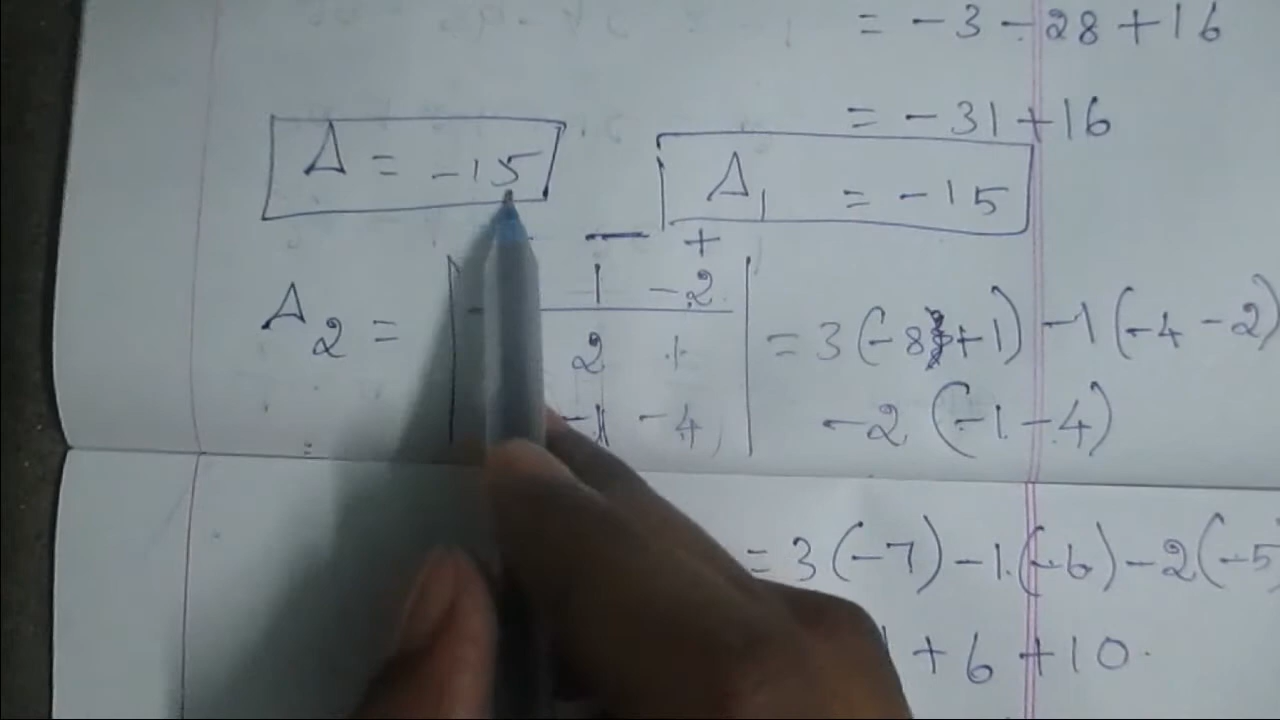 = -3 - 28 + 16
= -31 + 16
Δ = -15
Δ₁ = -15
- +
1 -2
Δ₂ = 2 + = 3(-8+1) -1(-4-2)
-1 -4 -2(-1-4)
= 3(-7) -1(-6) -2(-5
+6 +10.